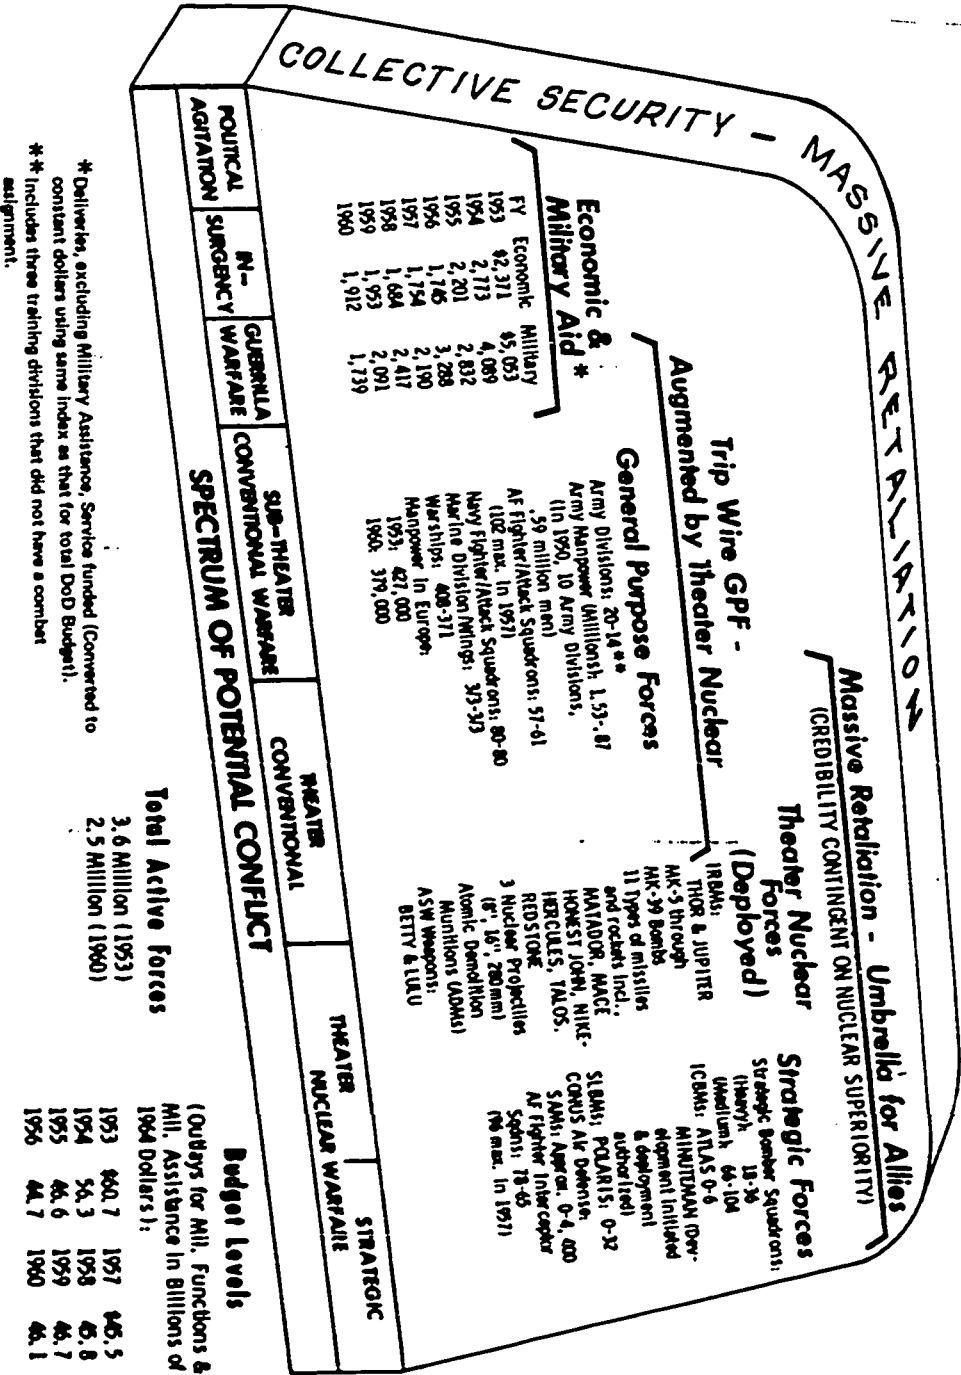 COLLECTIVE SECURITY - MASSIVE RETALIATION
Massive Retaliation - Umbrella for Allies
(CREDIBILITY CONTINGENT ON NUCLEAR SUPERIORITY)
Trip Wire GPF -
Augmented by Theater Nuclear
Economic &
Military Aid *
FY Economic Military
1953 $2,371 $5,053
1954 2,773 4,089
1955 2,201 2,832
1956 1,745 3,288
1957 1,754 2,190
1958 1,684 2,417
1959 1,953 2,091
1960 1,912 1,739
General Purpose Forces
Army Divisions: 20-14**
Army Manpower (Millions): 1.53-.87
(In 1950, 10 Army Divisions,
.59 million men)
AF Fighter/Attack Squadrons: 57-61
(102 max. in 1957)
Navy Fighter/Attack Squadrons: 80-80
Marine Division/Wings: 3/3-3/3
Warships: 408-371
Manpower in Europe:
1953: 427,000
1960: 379,000
Theater Nuclear
Forces
(Deployed)
IRBMs:
THOR & JUPITER
MK-5 through
MK-39 Bombs
11 Types of missiles
and rockets incl.,
MATADOR, MACE
HONEST JOHN, NIKE-
HERCULES, TALOS,
REDSTONE
3 Nuclear Projectiles
(8", 16", 280mm)
Atomic Demolition
Munitions (ADMs)
ASW Weapons:
BETTY & LULU
Strategic Forces
Strategic Bomber Squadrons:
(Heavy): 18-36
(Medium): 66-104
ICBMs: ATLAS 0-6
MINUTEMAN (Dev-
elopment initiated
& deployment
authorized)
SLBMs: POLARIS: 0-32
CONUS Air Defense:
SAMs: Approx. 0-4,400
AF Fighter Interceptor
Sqdns: 78-65
(96 max. in 1957)
POLITICAL
AGITATION
IN-
SURGENCY
GUERRILLA
WARFARE
SUB-THEATER
CONVENTIONAL WARFARE
THEATER
CONVENTIONAL
THEATER
NUCLEAR WARFARE
STRATEGIC
SPECTRUM OF POTENTIAL CONFLICT
* Deliveries, excluding Military Assistance, Service funded (Converted to
constant dollars using same index as that for total DoD Budget).
** Includes three training divisions that did not have a combat
assignment.
Total Active Forces
3.6 Million (1953)
2.5 Million (1960)
Budget Levels
(Outlays for Mil. Functions &
Mil. Assistance in Billions of
1964 Dollars):
1953 $60.7 1957 $45.5
1954 56.3 1958 45.8
1955 46.6 1959 46.7
1956 44.7 1960 46.1